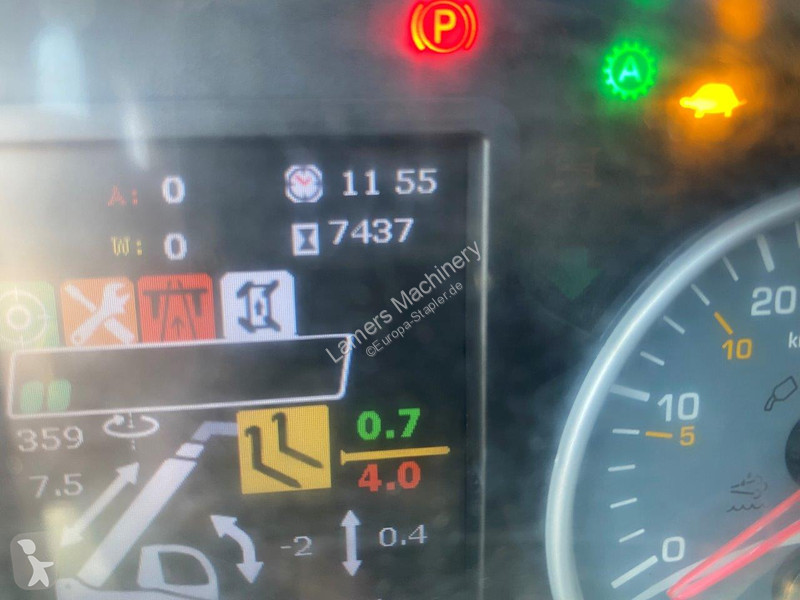 P
A
A: 0
11 55
W: 0
7437
359
0.7
7.5
4.0
-2
0.4
20
10
10
5
0
Lamers Machinery
©Europa-Stapler.de